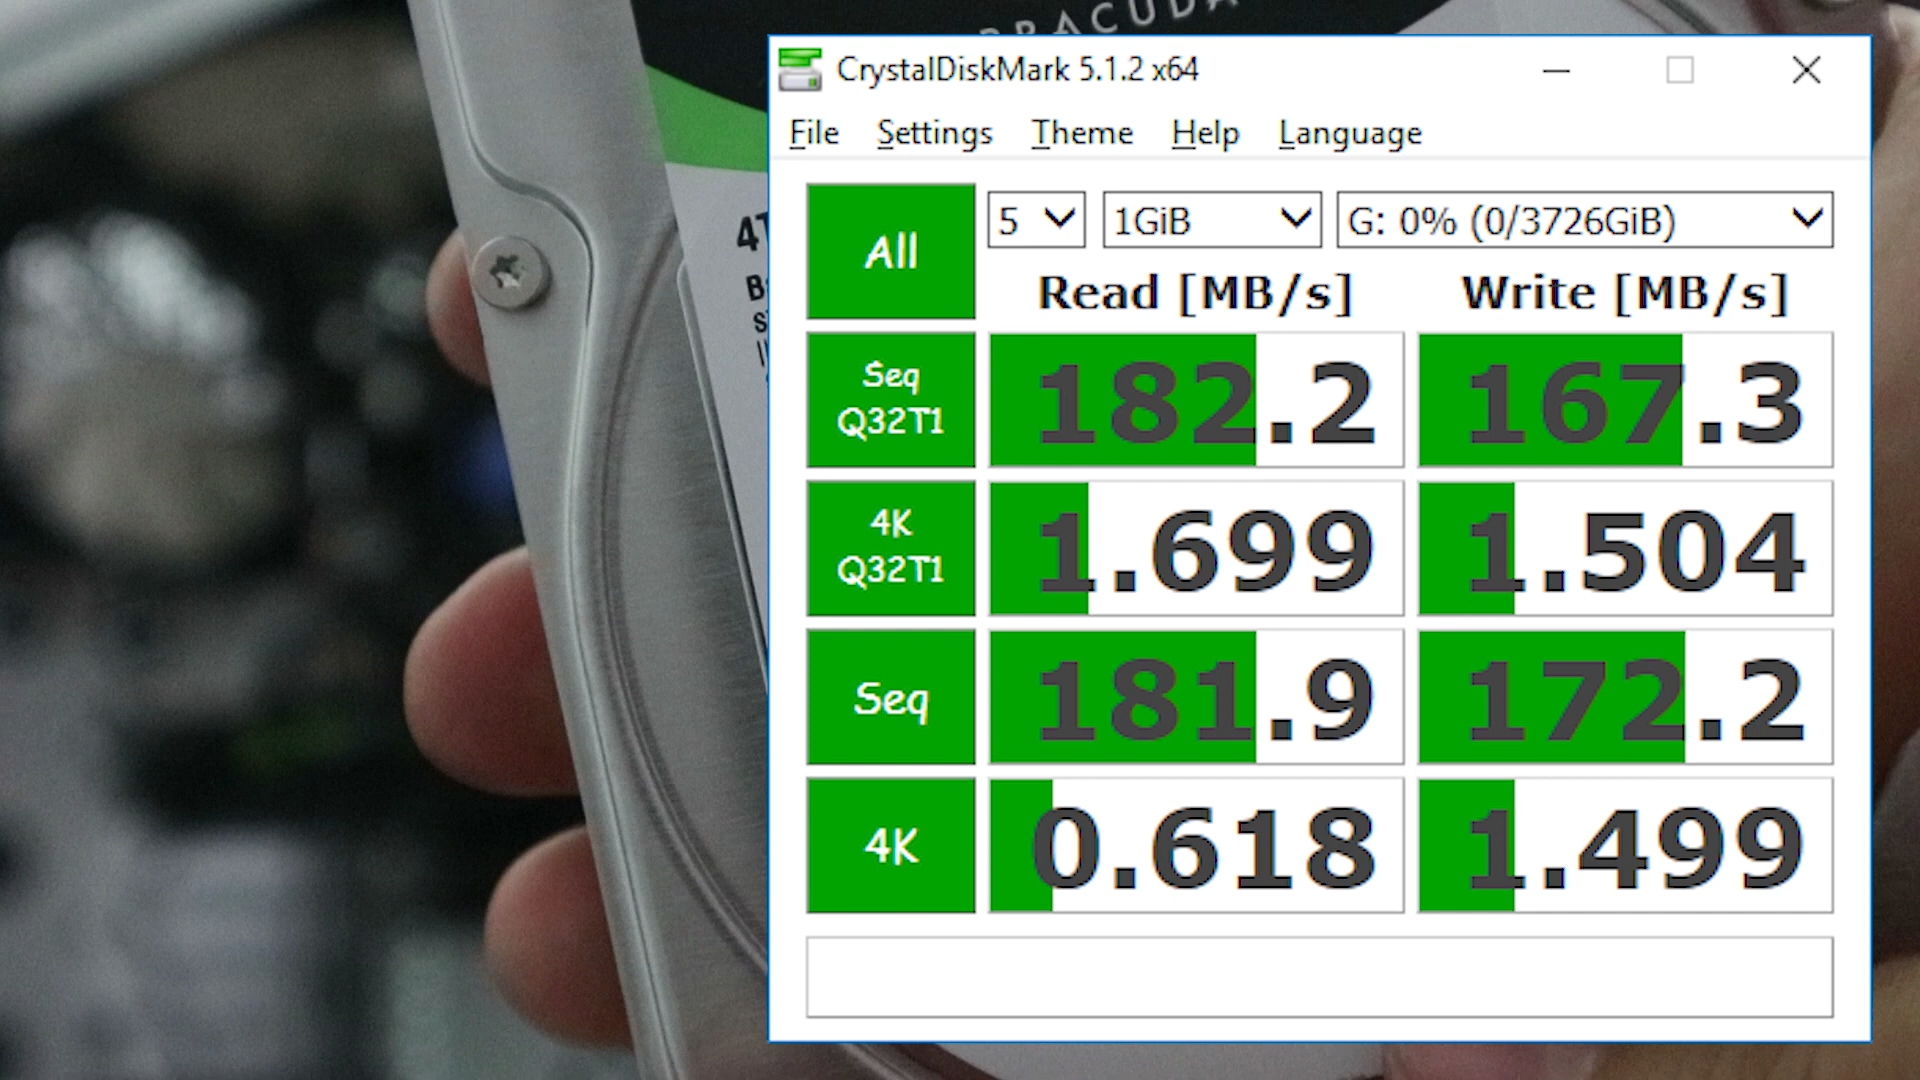 CrystalDiskMark 5.1.2 x64
File Settings Theme Help Language
All 5 1GiB G: 0% (0/3726GiB)
Read [MB/s] Write [MB/s]
Seq
Q32T1 182.2 167.3
4K
Q32T1 1.699 1.504
Seq 181.9 172.2
4K 0.618 1.499